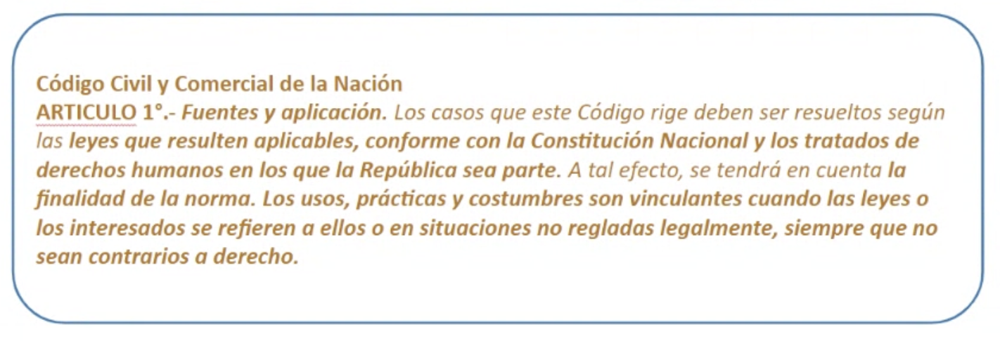 Código Civil y Comercial de la Nación
ARTICULO 1°.- Fuentes y aplicación. Los casos que este Código rige deben ser resueltos según
las leyes que resulten aplicables, conforme con la Constitución Nacional y los tratados de
derechos humanos en los que la República sea parte. A tal efecto, se tendrá en cuenta la
finalidad de la norma. Los usos, prácticas y costumbres son vinculantes cuando las leyes o
los interesados se refieren a ellos o en situaciones no regladas legalmente, siempre que no
sean contrarios a derecho.